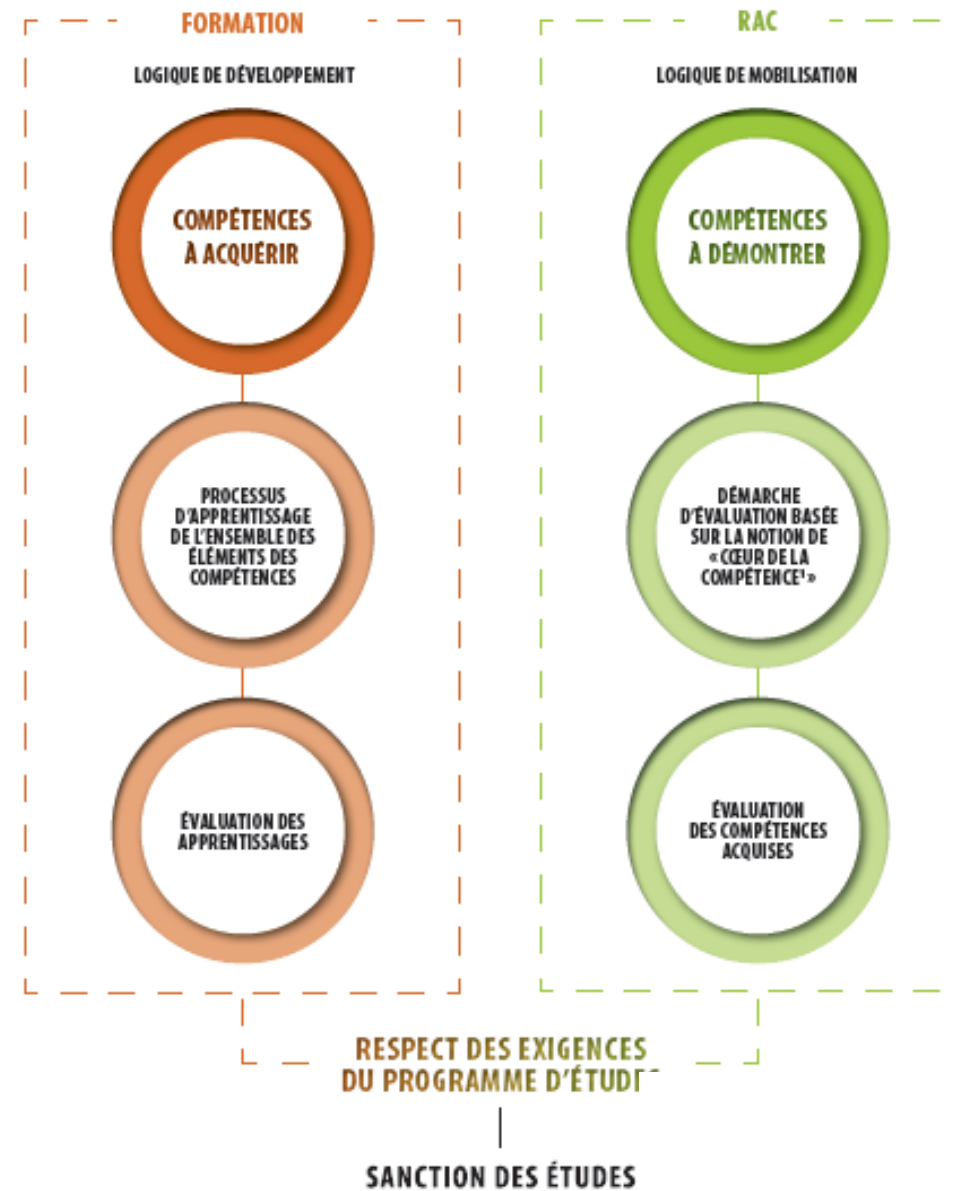 FORMATION
LOGIQUE DE DÉVELOPPEMENT
COMPÉTENCES
À ACQUÉRIR
PROCESSUS
D'APPRENTISSAGE
DE L'ENSEMBLE DES
ÉLÉMENTS DES
COMPÉTENCES
ÉVALUATION DES
APPRENTISSAGES
RAC
LOGIQUE DE MOBILISATION
COMPÉTENCES
À DÉMONTRER
DÉMARCHE
D'ÉVALUATION BASÉE
SUR LA NOTION DE
« CŒUR DE LA
COMPÉTENCE¹ »
ÉVALUATION
DES COMPÉTENCES
ACQUISES
RESPECT DES EXIGENCES
DU PROGRAMME
SANCTION DES ÉTUDES